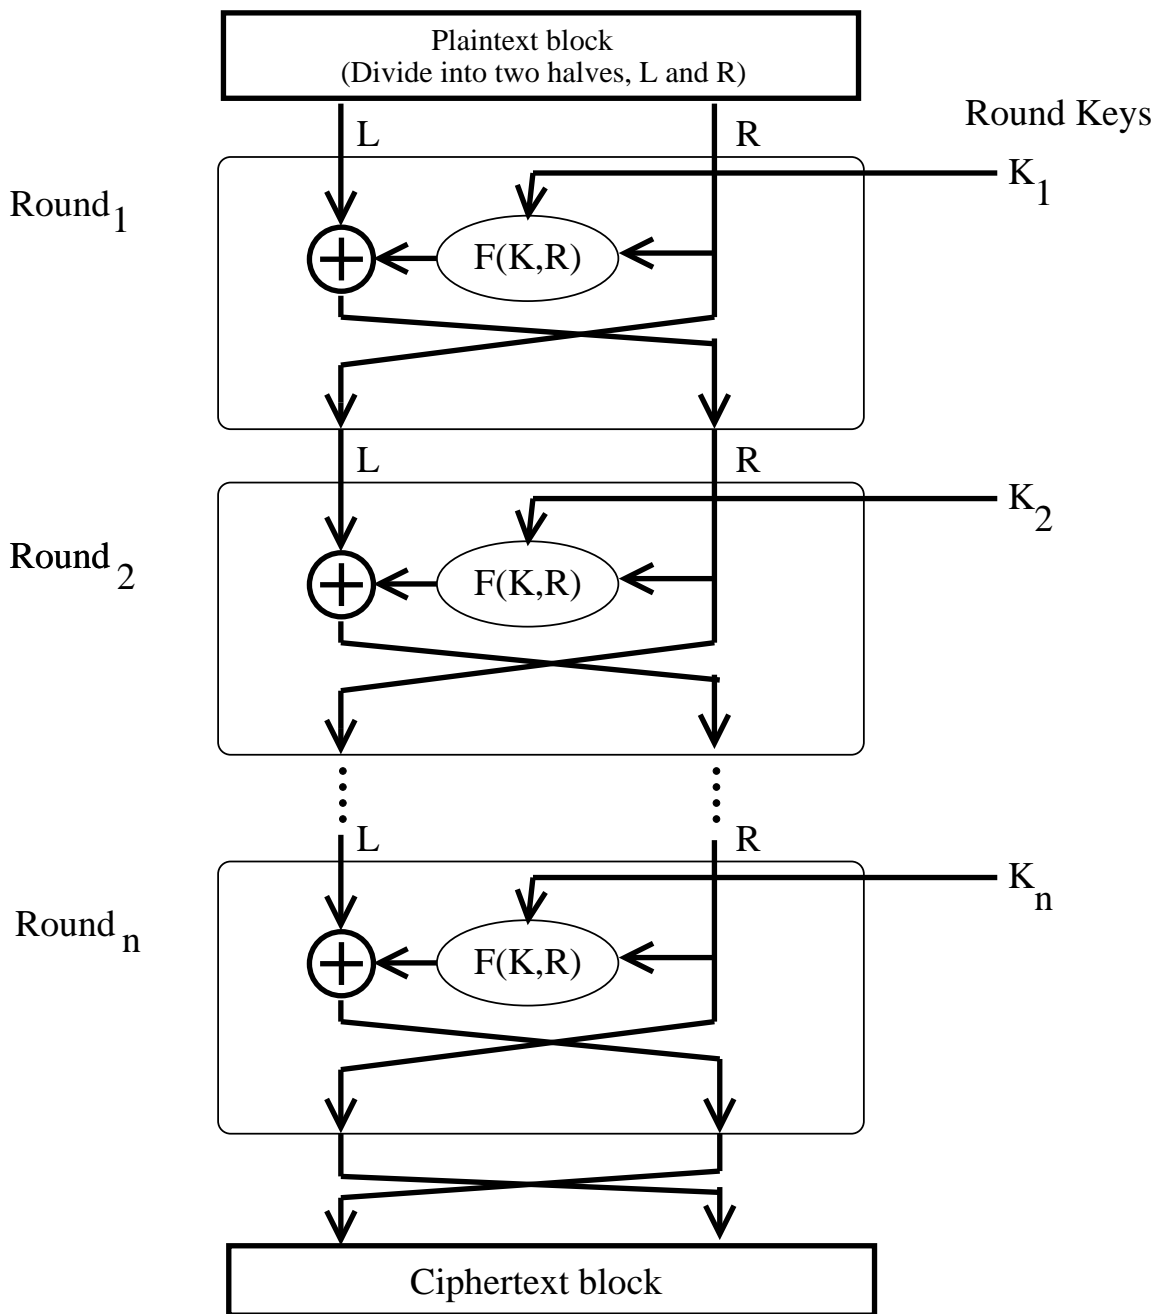 Plaintext block
(Divide into two halves, L and R)
Round Keys
L
R
K1
Round1
F(K,R)
L
R
K2
Round2
F(K,R)
L
R
Kn
Roundn
F(K,R)
Ciphertext block